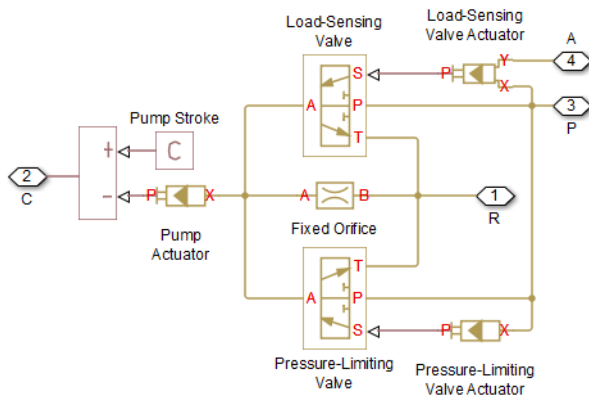 Load-Sensing
Valve
Load-Sensing
Valve Actuator
A
4
Y
P
X
S
A
P
T
3
P
Pump Stroke
+
C
2
C
-
P
X
Pump
Actuator
A
B
Fixed Orifice
1
R
T
A
P
S
P
X
Pressure-Limiting
Valve
Pressure-Limiting
Valve Actuator